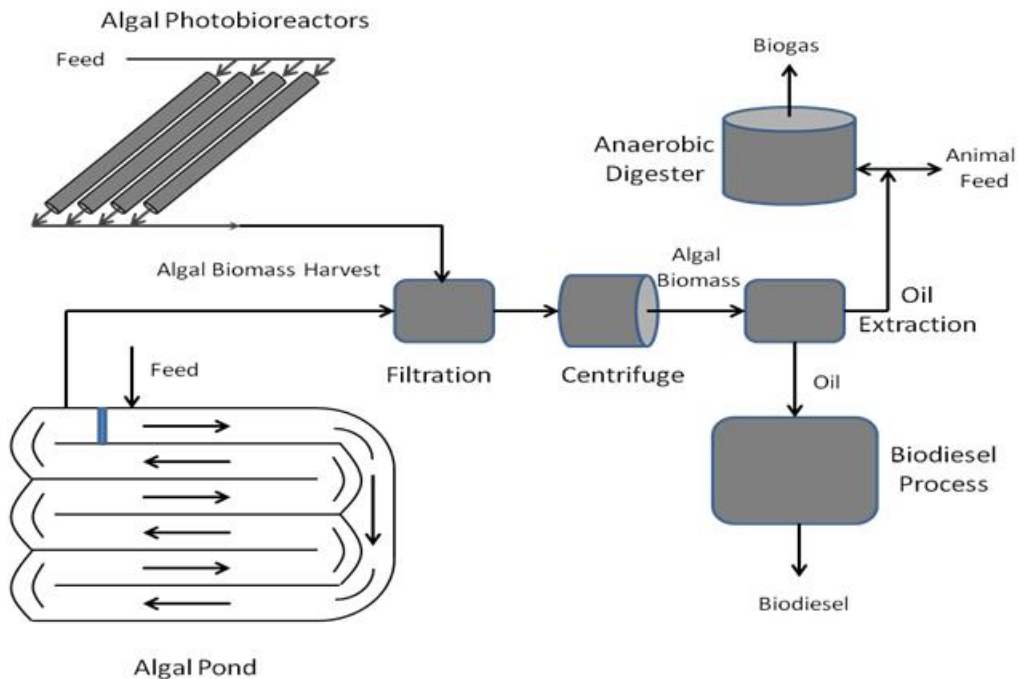 Algal Photobioreactors
Feed
Biogas
Anaerobic
Digester
Animal
Feed
Algal Biomass Harvest
Algal
Biomass
Oil
Extraction
Filtration
Centrifuge
Feed
Oil
Biodiesel
Process
Biodiesel
Algal Pond